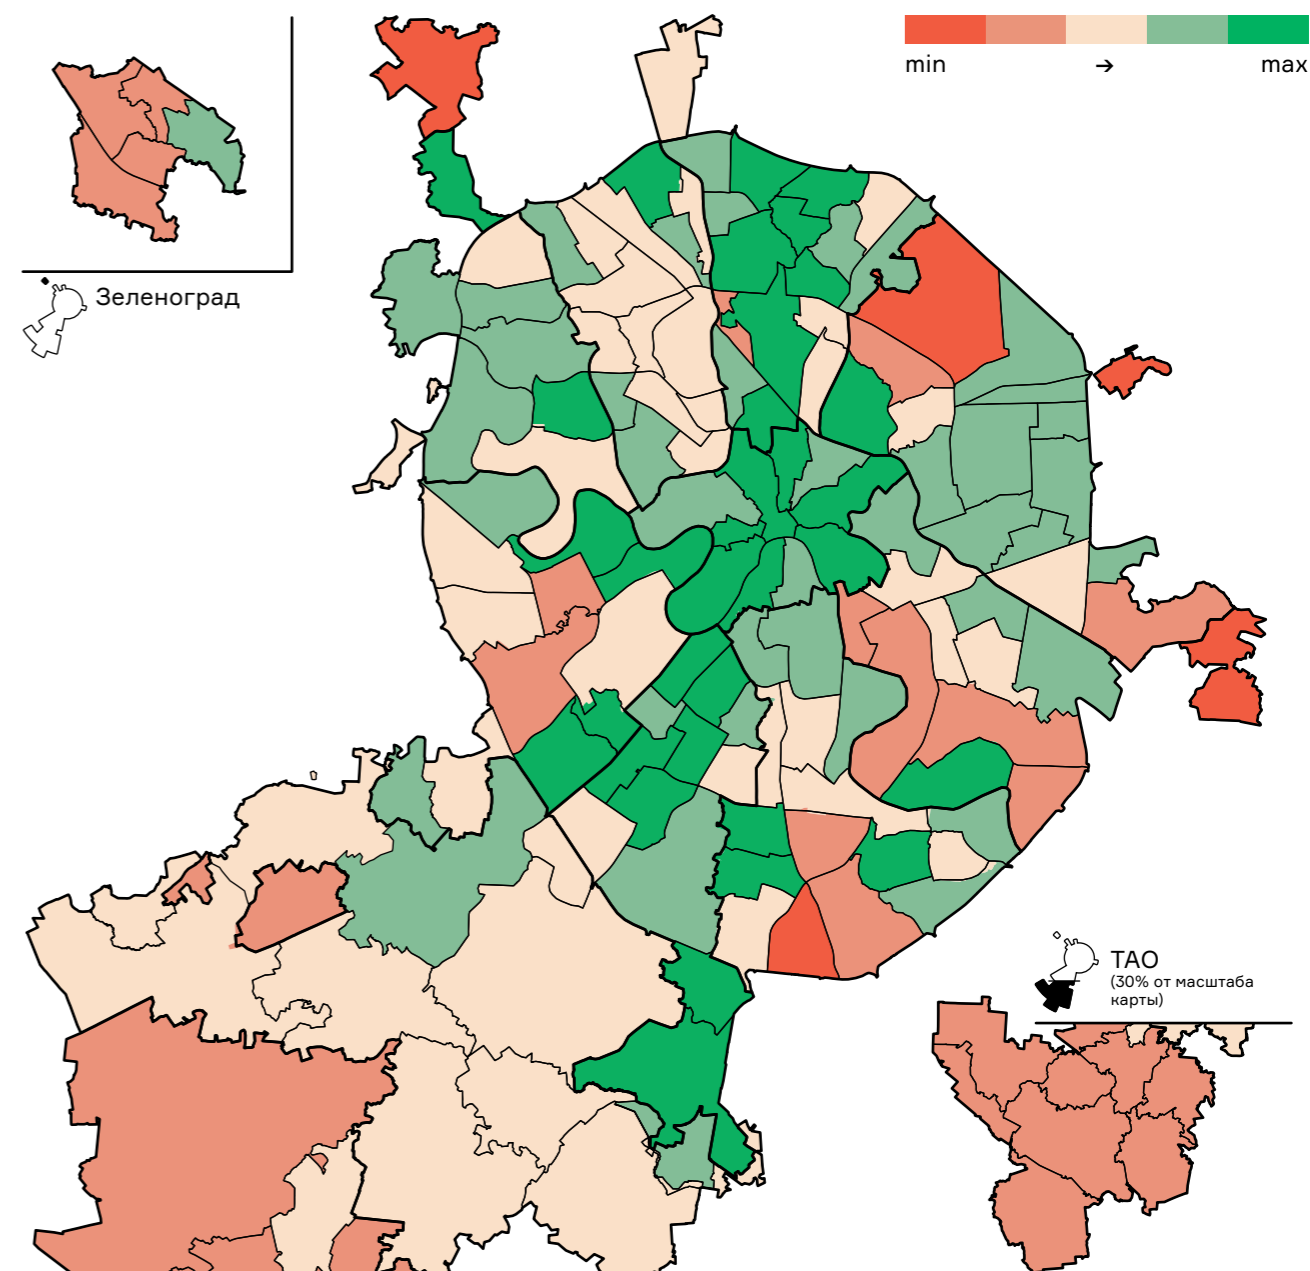 min → max
Зеленоград
ТАО
(30% от масштаба
карты)